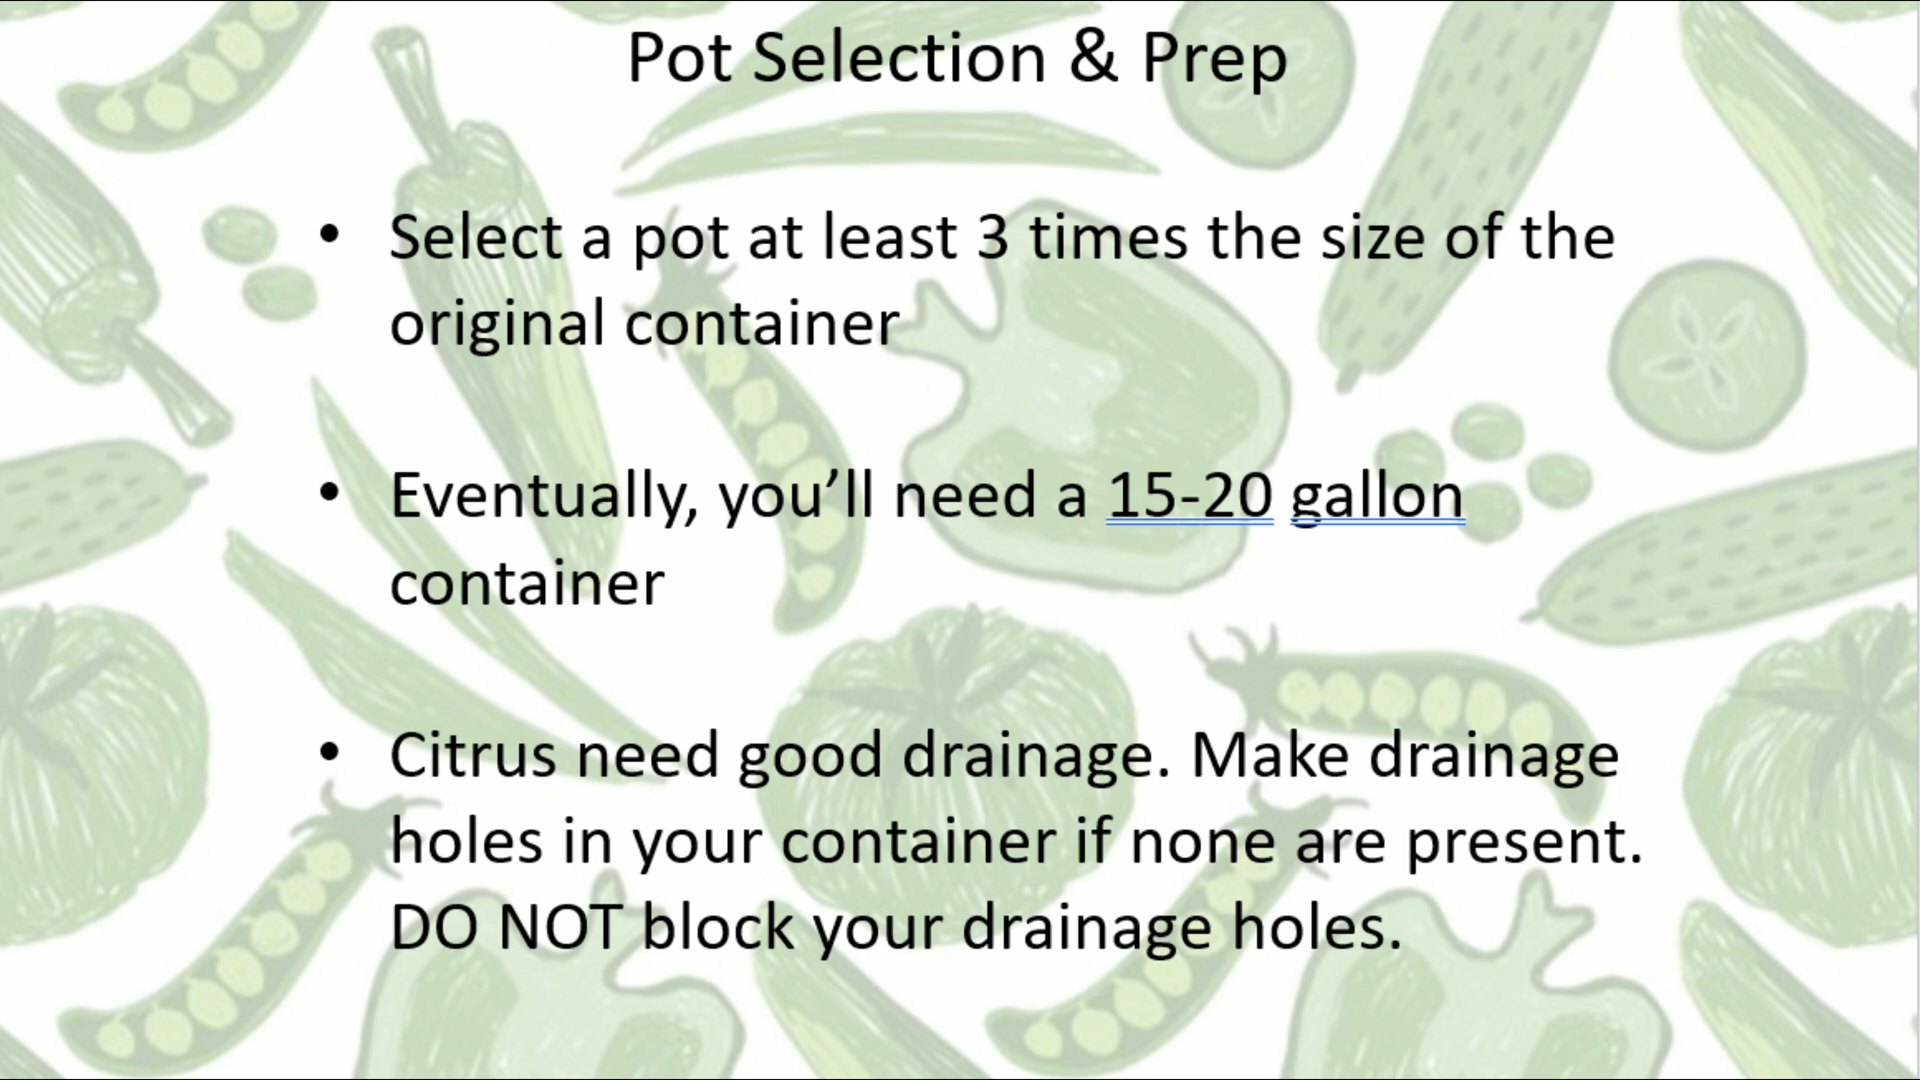 Pot Selection & Prep
• Select a pot at least 3 times the size of the
original container
• Eventually, you’ll need a 15-20 gallon
container
• Citrus need good drainage. Make drainage
holes in your container if none are present.
DO NOT block your drainage holes.